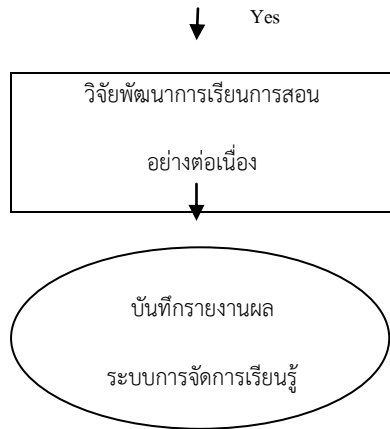 Yes
วิจัยพัฒนาการเรียนการสอน
อย่างต่อเนื่อง
บันทึกรายงานผล
ระบบการจัดการเรียนรู้